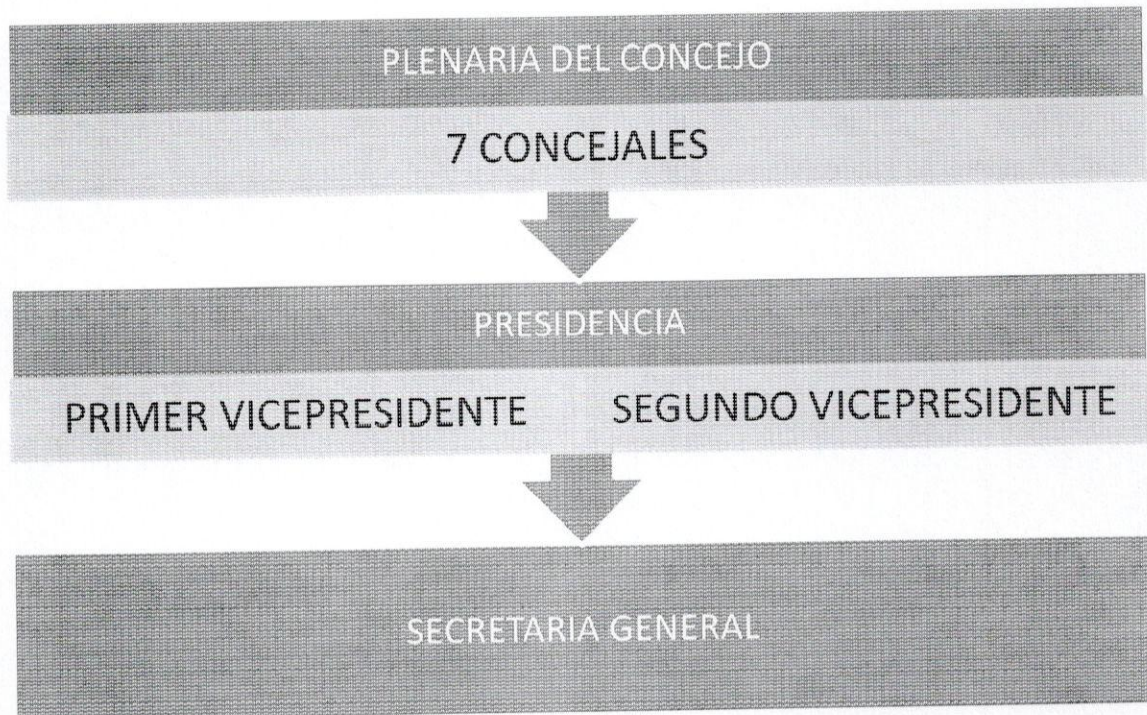 PLENARIA DEL CONCEJO
7 CONCEJALES
PRESIDENCIA
PRIMER VICEPRESIDENTE SEGUNDO VICEPRESIDENTE
SECRETARIA GENERAL